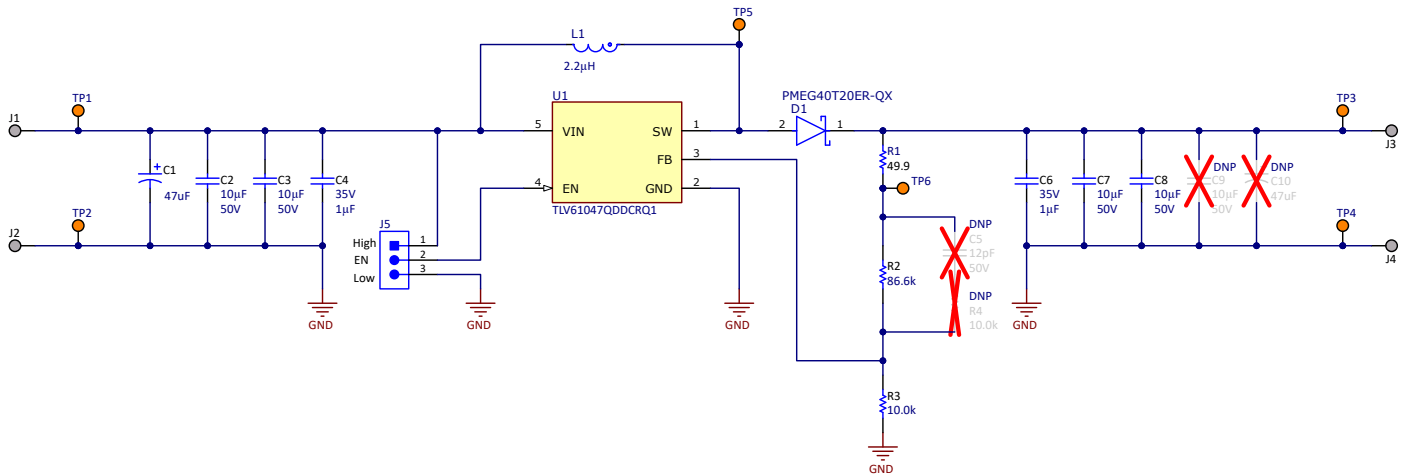 TP5
L1
2.2μH
PMEG40T20ER-QX
D1
U1
TP1
TP3
J1
5
VIN
SW
1
2
1
J3
FB
3
R1
49.9
C1
47uF
C2
10μF
50V
C3
10μF
50V
C4
35V
1μF
4
EN
GND
2
TP6
C6
35V
1μF
C7
10μF
50V
C8
10μF
50V
DNP
C9
10μF
50V
DNP
C10
47uF
TLV61047QDDCRQ1
TP2
TP4
J2
J5
High
1
EN
2
Low
3
DNP
C5
12pF
50V
R2
86.6k
J4
DNP
R4
10.0k
GND
GND
GND
GND
R3
10.0k
GND